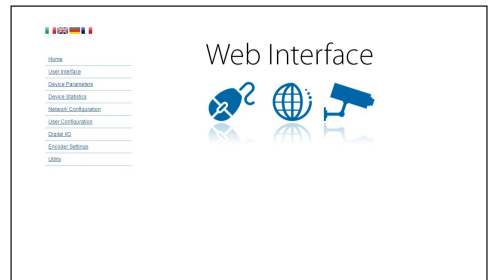 Web Interface
Home
User Interface
Device Parameters
Device Statistics
Network Configuration
User Configuration
Digital I/O
Encoder Settings
Utility